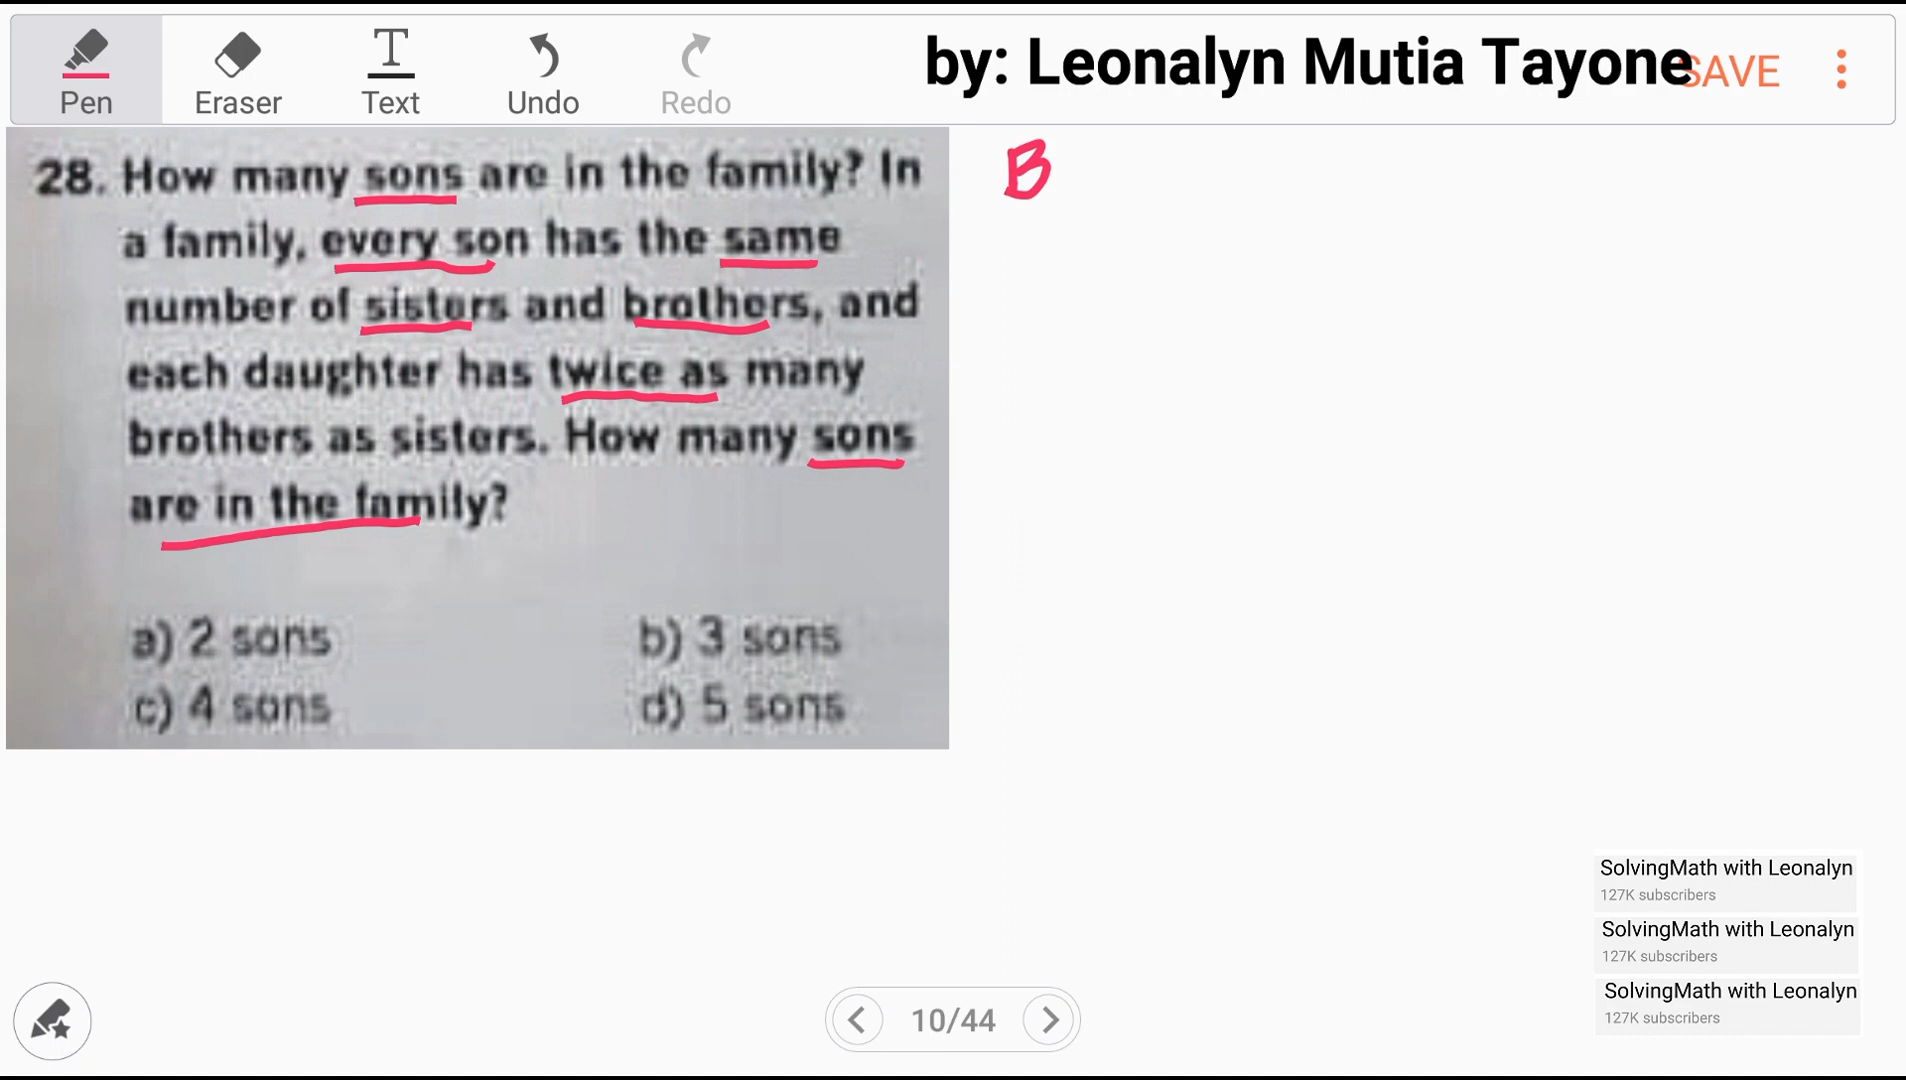 Pen
Eraser
Text
Undo
Redo
by: Leonalyn Mutia Tayone
SAVE
28. How many sons are in the family? In
a family, every son has the same
number of sisters and brothers, and
each daughter has twice as many
brothers as sisters. How many sons
are in the family?
a) 2 sons
b) 3 sons
c) 4 sons
d) 5 sons
B
SolvingMath with Leonalyn
127K subscribers
SolvingMath with Leonalyn
127K subscribers
SolvingMath with Leonalyn
127K subscribers
10/44